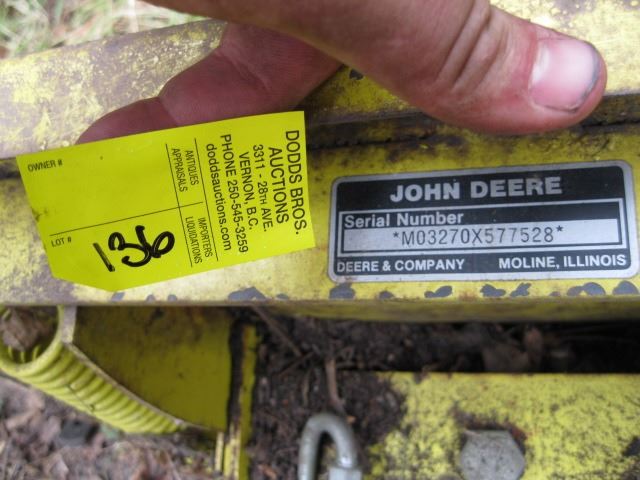 OWNER #
LOT #
136
ANTIQUES
APPRAISALS
IMPORTERS
LIQUIDATIONS
DODDS BROS.
AUCTIONS
3311 - 28TH AVE.
VERNON, B.C.
PHONE 250-545-3259
doddsauctions.com
JOHN DEERE
Serial Number
*M03270X577528*
DEERE & COMPANY MOLINE, ILLINOIS